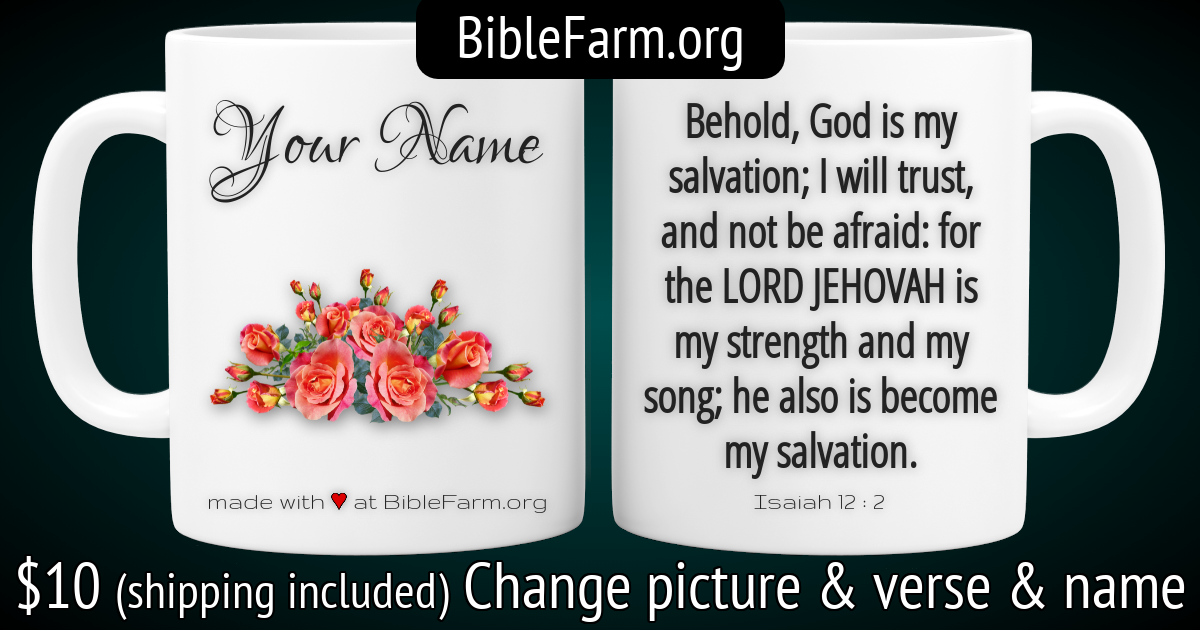 BibleFarm.org
Your Name
made with ♥ at BibleFarm.org
Behold, God is my
salvation; I will trust,
and not be afraid: for
the LORD JEHOVAH is
my strength and my
song; he also is become
my salvation.
Isaiah 12 : 2
$10 (shipping included) Change picture & verse & name